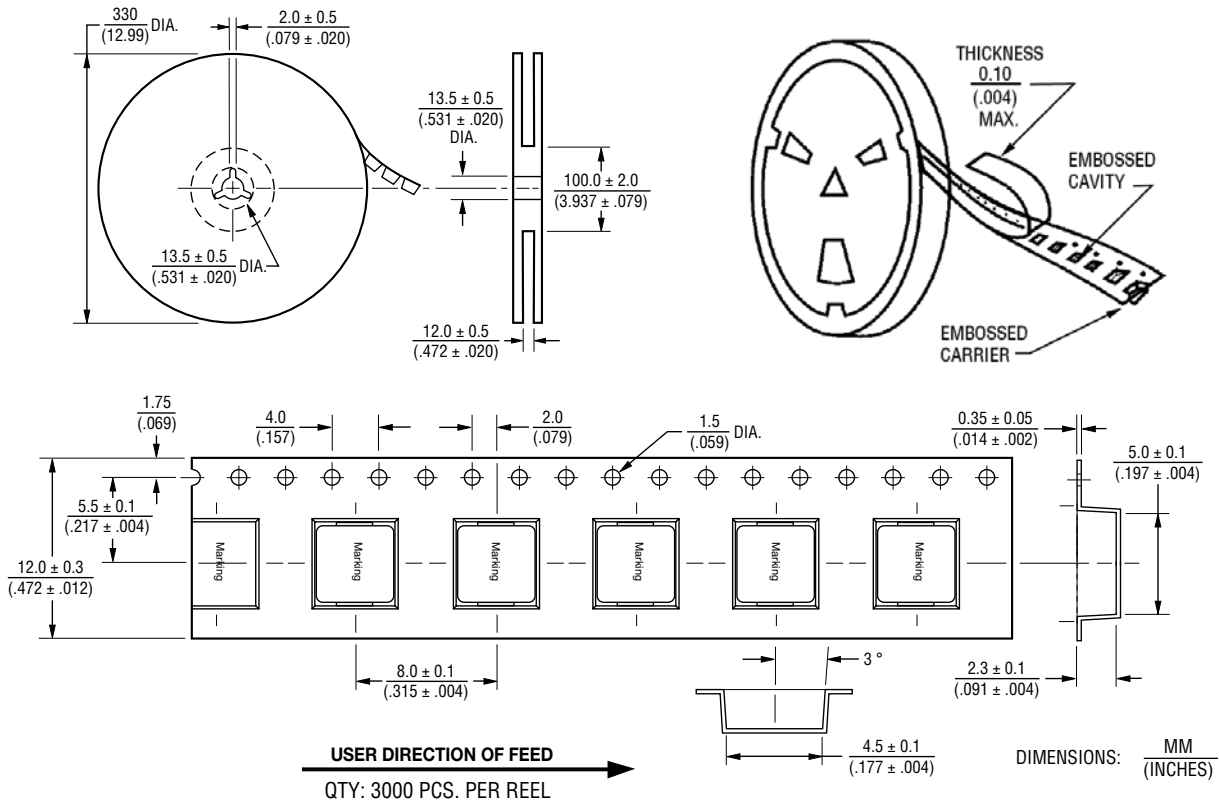 330
(12.99)
DIA.
2.0 ± 0.5
(.079 ± .020)
13.5 ± 0.5
(.531 ± .020)
DIA.
100.0 ± 2.0
(3.937 ± .079)
13.5 ± 0.5
(.531 ± .020)
DIA.
12.0 ± 0.5
(.472 ± .020)
THICKNESS
0.10
(.004)
MAX.
EMBOSSED
CAVITY
EMBOSSED
CARRIER
1.75
(.069)
4.0
(.157)
2.0
(.079)
1.5
(.059)
DIA.
0.35 ± 0.05
(.014 ± .002)
5.0 ± 0.1
(.197 ± .004)
5.5 ± 0.1
(.217 ± .004)
12.0 ± 0.3
(.472 ± .012)
Marking
Marking
Marking
Marking
Marking
Marking
8.0 ± 0.1
(.315 ± .004)
3 °
2.3 ± 0.1
(.091 ± .004)
4.5 ± 0.1
(.177 ± .004)
USER DIRECTION OF FEED
QTY: 3000 PCS. PER REEL
DIMENSIONS:
MM
(INCHES)